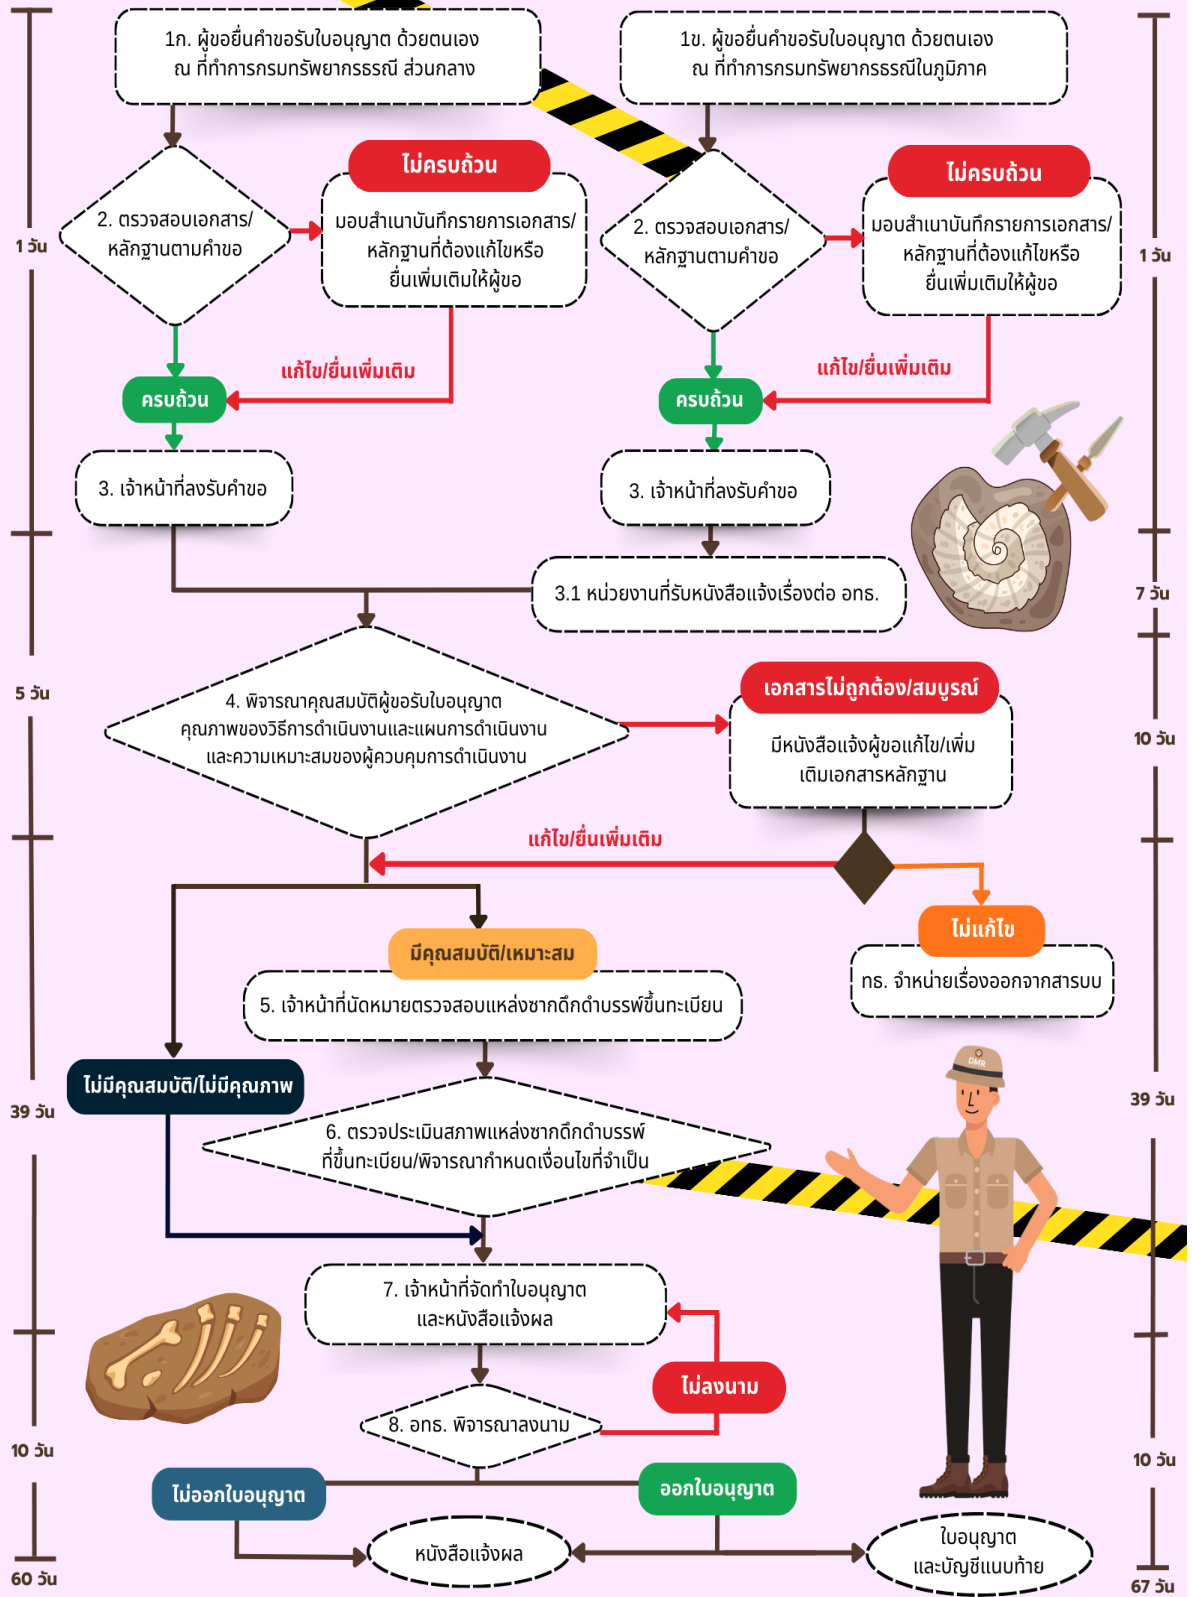 1ก. ผู้ขอยื่นคำขอรับใบอนุญาต ด้วยตนเอง
ณ ที่ทำการกรมทรัพยากรธรณี ส่วนกลาง
1ข. ผู้ขอยื่นคำขอรับใบอนุญาต ด้วยตนเอง
ณ ที่ทำการกรมทรัพยากรธรณีในภูมิภาค
2. ตรวจสอบเอกสาร/
หลักฐานตามคำขอ
ไม่ครบถ้วน
มอบสำเนาบันทึกรายการเอกสาร/
หลักฐานที่ต้องแก้ไขหรือ
ยื่นเพิ่มเติมให้ผู้ขอ
2. ตรวจสอบเอกสาร/
หลักฐานตามคำขอ
ไม่ครบถ้วน
มอบสำเนาบันทึกรายการเอกสาร/
หลักฐานที่ต้องแก้ไขหรือ
ยื่นเพิ่มเติมให้ผู้ขอ
1 วัน
1 วัน
แก้ไข/ยื่นเพิ่มเติม
ครบถ้วน
แก้ไข/ยื่นเพิ่มเติม
ครบถ้วน
3. เจ้าหน้าที่ลงรับคำขอ
3. เจ้าหน้าที่ลงรับคำขอ
3.1 หน่วยงานที่รับหนังสือแจ้งเรื่องต่อ อทธ.
7 วัน
5 วัน
4. พิจารณาคุณสมบัติผู้ขอรับใบอนุญาต
คุณภาพของวิธีการดำเนินงานและแผนการดำเนินงาน
และความเหมาะสมของผู้ควบคุมการดำเนินงาน
เอกสารไม่ถูกต้อง/สมบูรณ์
มีหนังสือแจ้งผู้ขอแก้ไข/เพิ่ม
เติมเอกสารหลักฐาน
10 วัน
แก้ไข/ยื่นเพิ่มเติม
ไม่แก้ไข
ทธ. จำหน่ายเรื่องออกจากสารบบ
มีคุณสมบัติ/เหมาะสม
5. เจ้าหน้าที่นัดหมายตรวจสอบแหล่งซากดึกดำบรรพ์ขึ้นทะเบียน
ไม่มีคุณสมบัติ/ไม่มีคุณภาพ
DMR
39 วัน
39 วัน
6. ตรวจประเมินสภาพแหล่งซากดึกดำบรรพ์
ที่ขึ้นทะเบียน/พิจารณากำหนดเงื่อนไขที่จำเป็น
7. เจ้าหน้าที่จัดทำใบอนุญาต
และหนังสือแจ้งผล
ไม่ลงนาม
8. อทธ. พิจารณาลงนาม
10 วัน
10 วัน
ไม่ออกใบอนุญาต
ออกใบอนุญาต
หนังสือแจ้งผล
ใบอนุญาต
และบัญชีแนบท้าย
60 วัน
67 วัน